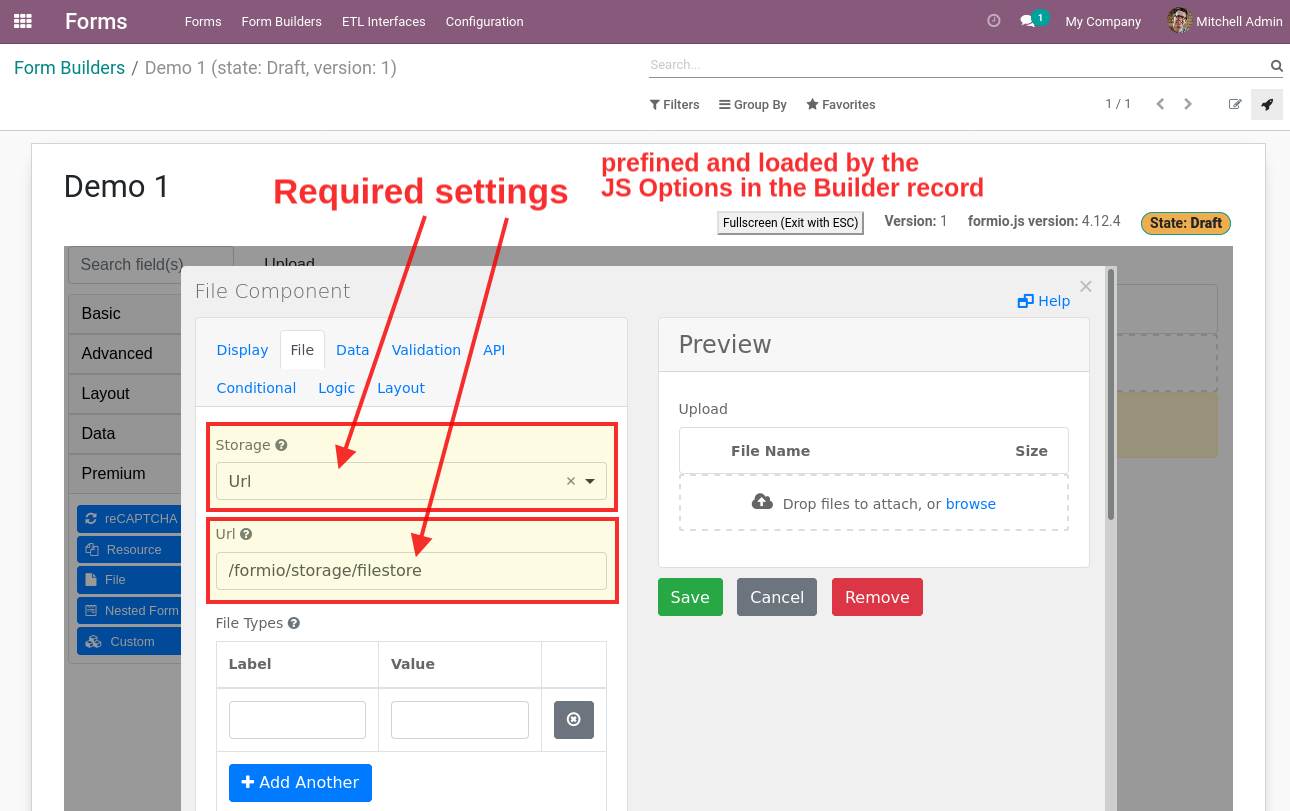 Forms
Forms
Form Builders
ETL Interfaces
Configuration
1
My Company
Mitchell Admin
Form Builders / Demo 1 (state: Draft, version: 1)
Search...
Filters
Group By
Favorites
1 / 1
Demo 1
Required settings
prefined and loaded by the
JS Options in the Builder record
Fullscreen (Exit with ESC)
Version: 1
formio.js version: 4.12.4
State: Draft
Search field(s)
Upload
Basic
Advanced
Layout
Data
Premium
reCAPTCHA
Resource
File
Nested Form
Custom
File Component
×
Help
Display
File
Data
Validation
API
Conditional
Logic
Layout
Storage
Url
Url
/formio/storage/filestore
File Types
Label
Value
Add Another
Preview
Upload
File Name
Size
Drop files to attach, or browse
Save
Cancel
Remove